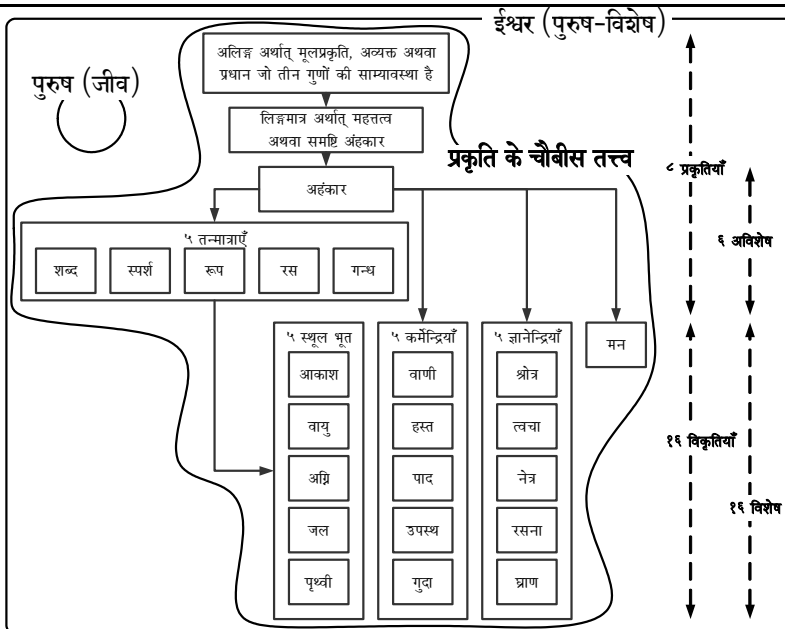 ईश्वर (पुरुष-विशेष)
अलिङ्ग अर्थात् मूलप्रकृति, अव्यक्त अथवा
प्रधान जो तीन गुणों की साम्यावस्था है
पुरुष (जीव)
लिङ्गमात्र अर्थात् महत्तत्व
अथवा समष्टि अंहकार
प्रकृति के चौबीस तत्त्व
८ प्रकृतियाँ
अहंकार
५ तन्मात्राएँ
शब्द स्पर्श रूप रस गन्ध
६ अविशेष
५ स्थूल भूत
आकाश
वायु
अग्नि
जल
पृथ्वी
५ कर्मेन्द्रियाँ
वाणी
हस्त
पाद
उपस्थ
गुदा
५ ज्ञानेन्द्रियाँ
श्रोत्र
त्वचा
नेत्र
रसना
घ्राण
मन
१६ विकृतियाँ
१६ विशेष